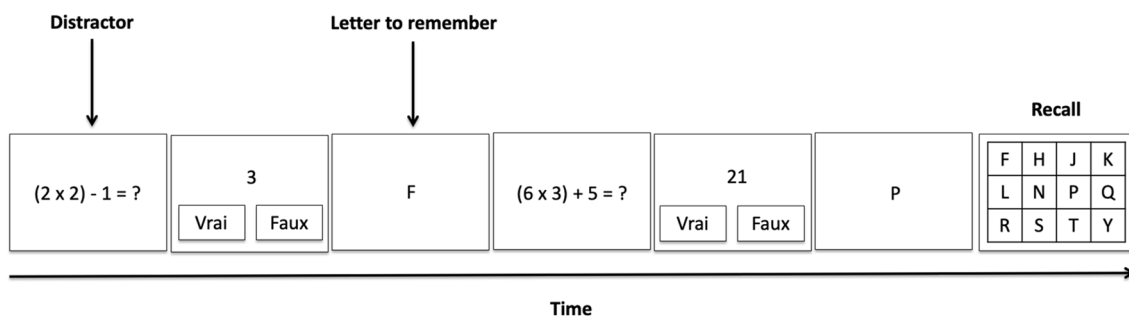 Distractor
Letter to remember
Recall
(2 x 2) - 1 = ?
3
Vrai Faux
F
(6 x 3) + 5 = ?
21
Vrai Faux
P
F H J K
L N P Q
R S T Y
Time